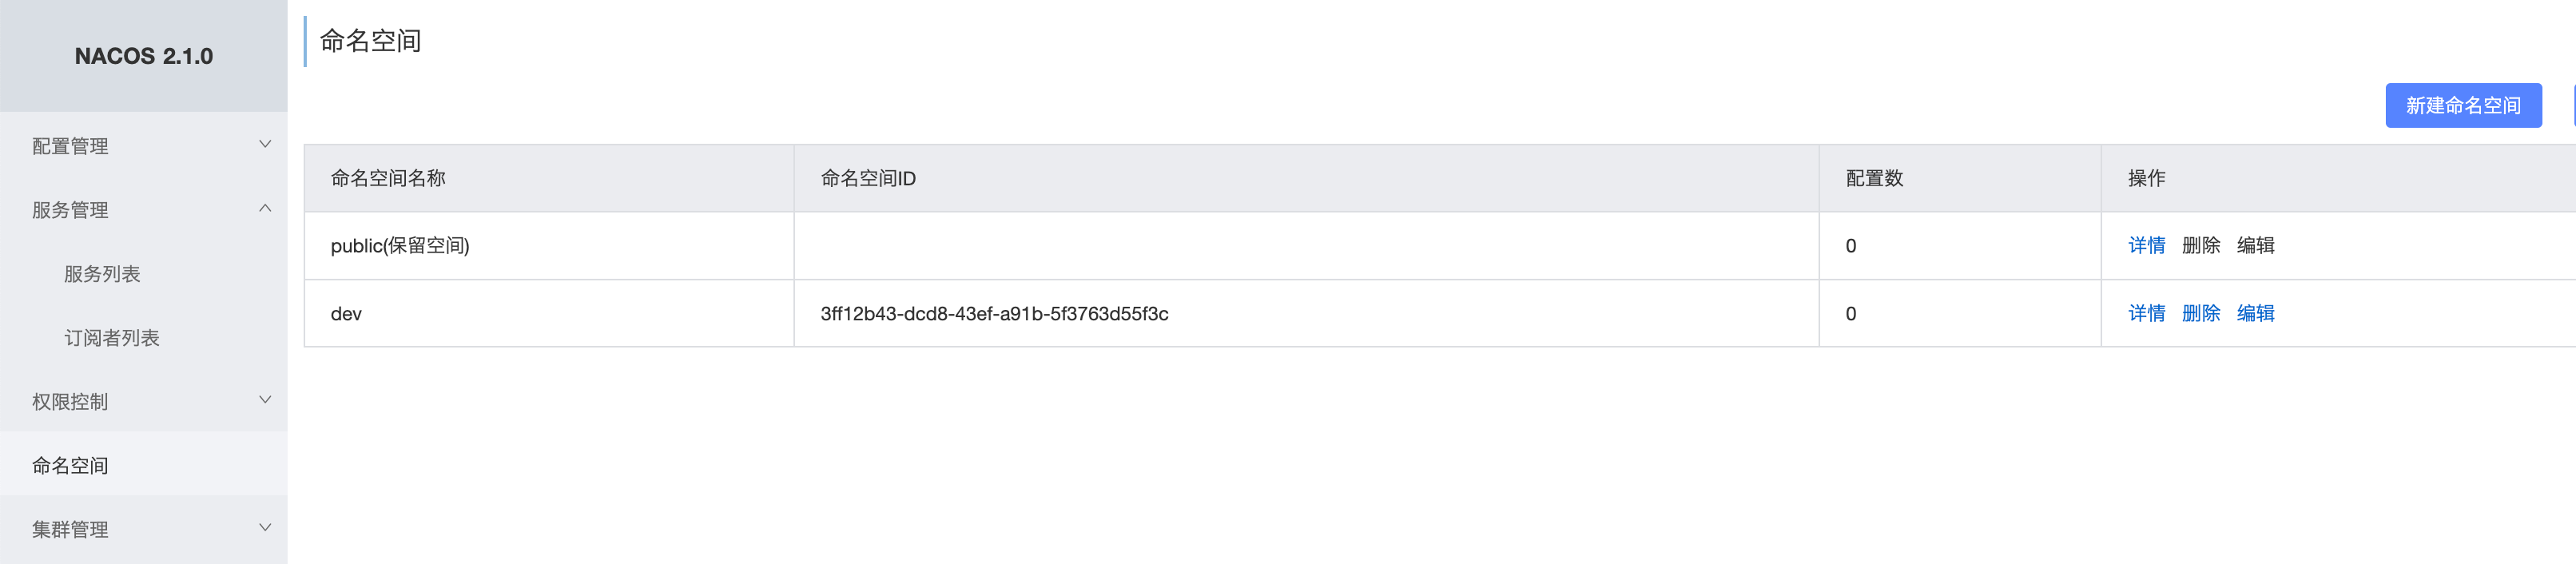 NACOS 2.1.0
配置管理
服务管理
服务列表
订阅者列表
权限控制
命名空间
集群管理
命名空间
新建命名空间
命名空间名称 命名空间ID 配置数 操作
public(保留空间) 0 详情 删除 编辑
dev 3ff12b43-dcd8-43ef-a91b-5f3763d55f3c 0 详情 删除 编辑